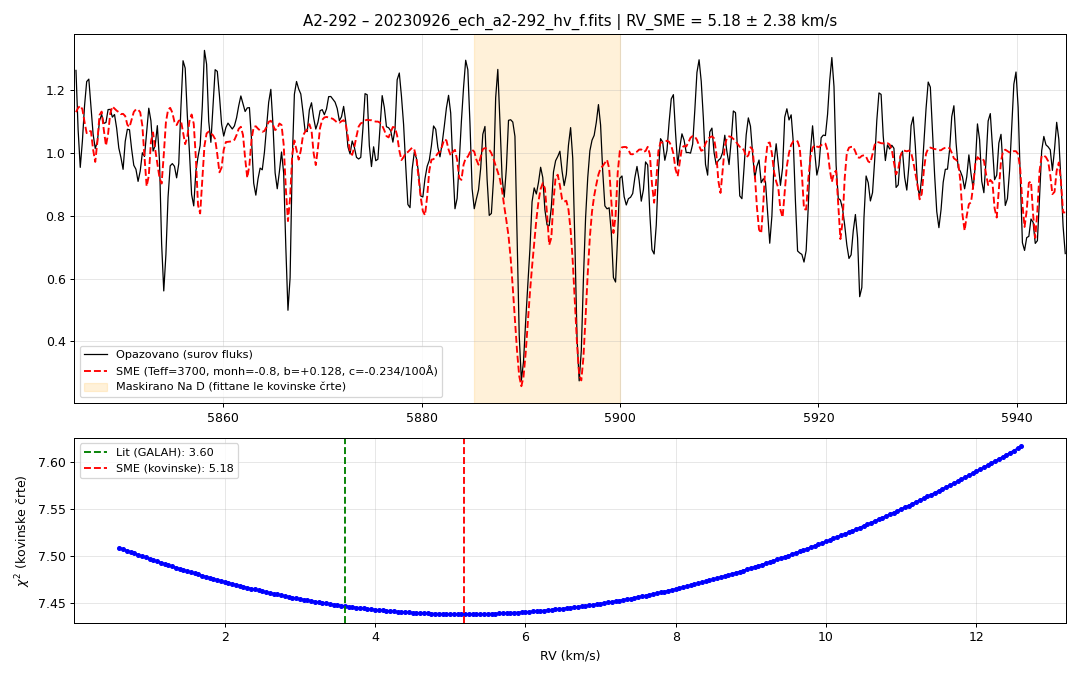 A2-292 – 20230926_ech_a2-292_hv_f.fits | RV_SME = 5.18 ± 2.38 km/s
1.2
1.0
0.8
0.6
0.4
Opazovano (surov fluks)
SME (Teff=3700, monh=-0.8, b=+0.128, c=-0.234/100Å)
Maskirano Na D (fittane le kovinske črte)
5860 5880 5900 5920 5940
7.60
7.55
7.50
7.45
χ² (kovinske črte)
Lit (GALAH): 3.60
SME (kovinske): 5.18
2 4 6 8 10 12
RV (km/s)